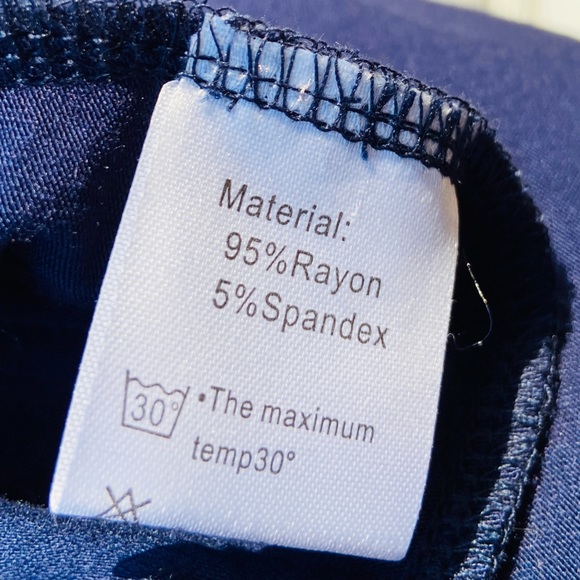 Material:
95%Rayon
5%Spandex
30°
•The maximum
temp30°